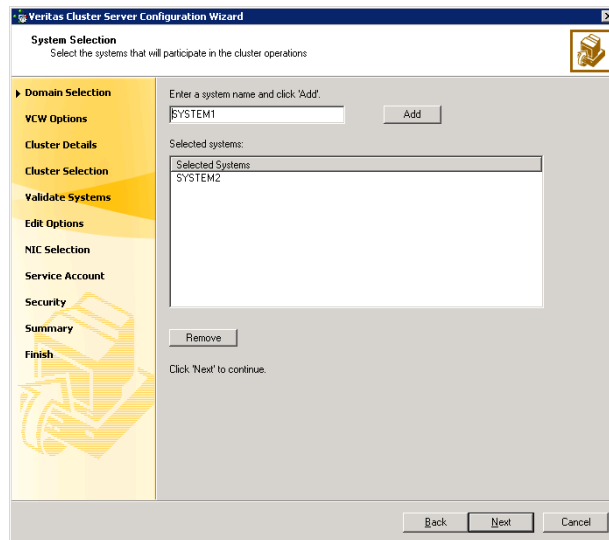 Veritas Cluster Server Configuration Wizard
System Selection
Select the systems that will participate in the cluster operations
Domain Selection
VCW Options
Cluster Details
Cluster Selection
Validate Systems
Edit Options
NIC Selection
Service Account
Security
Summary
Finish
Enter a system name and click 'Add'.
SYSTEM1
Add
Selected systems:
Selected Systems
SYSTEM2
Remove
Click 'Next' to continue.
Back
Next
Cancel